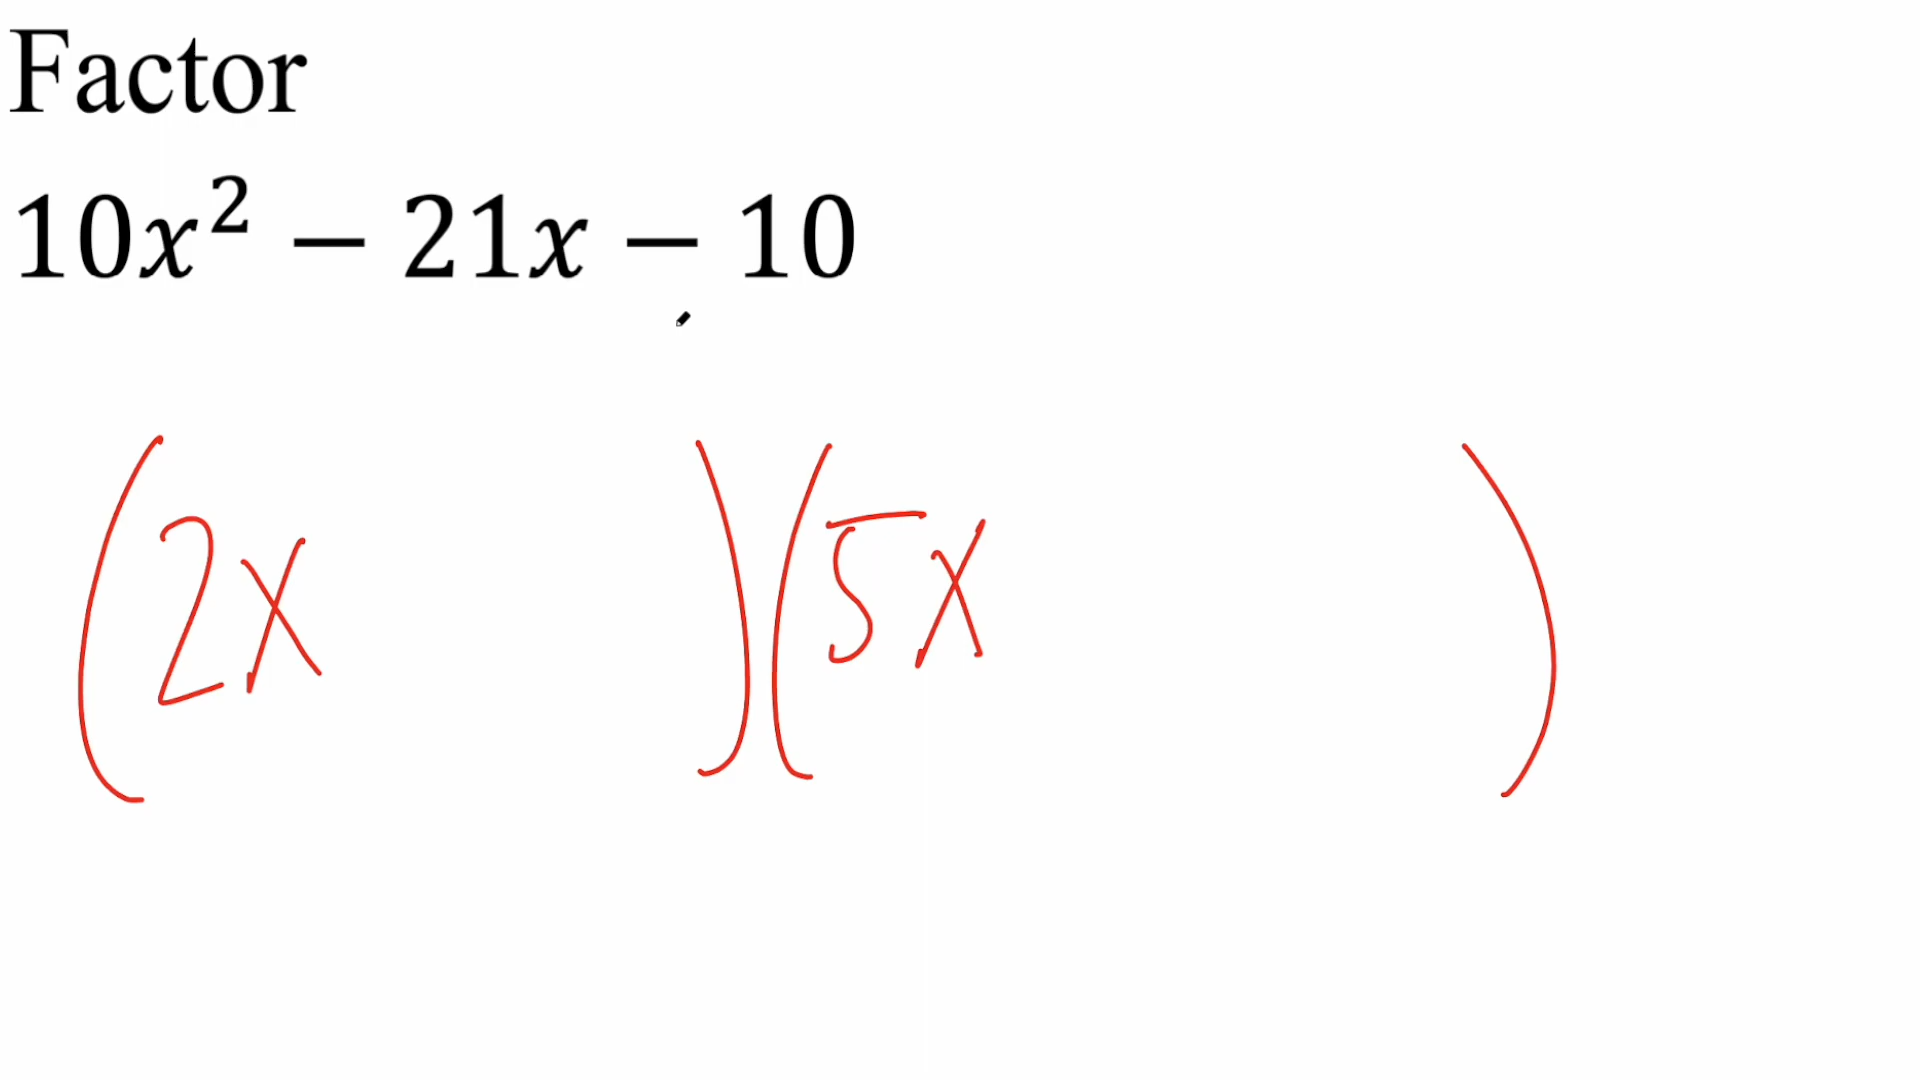 Factor
10x² − 21x − 10
(2x )(5x )